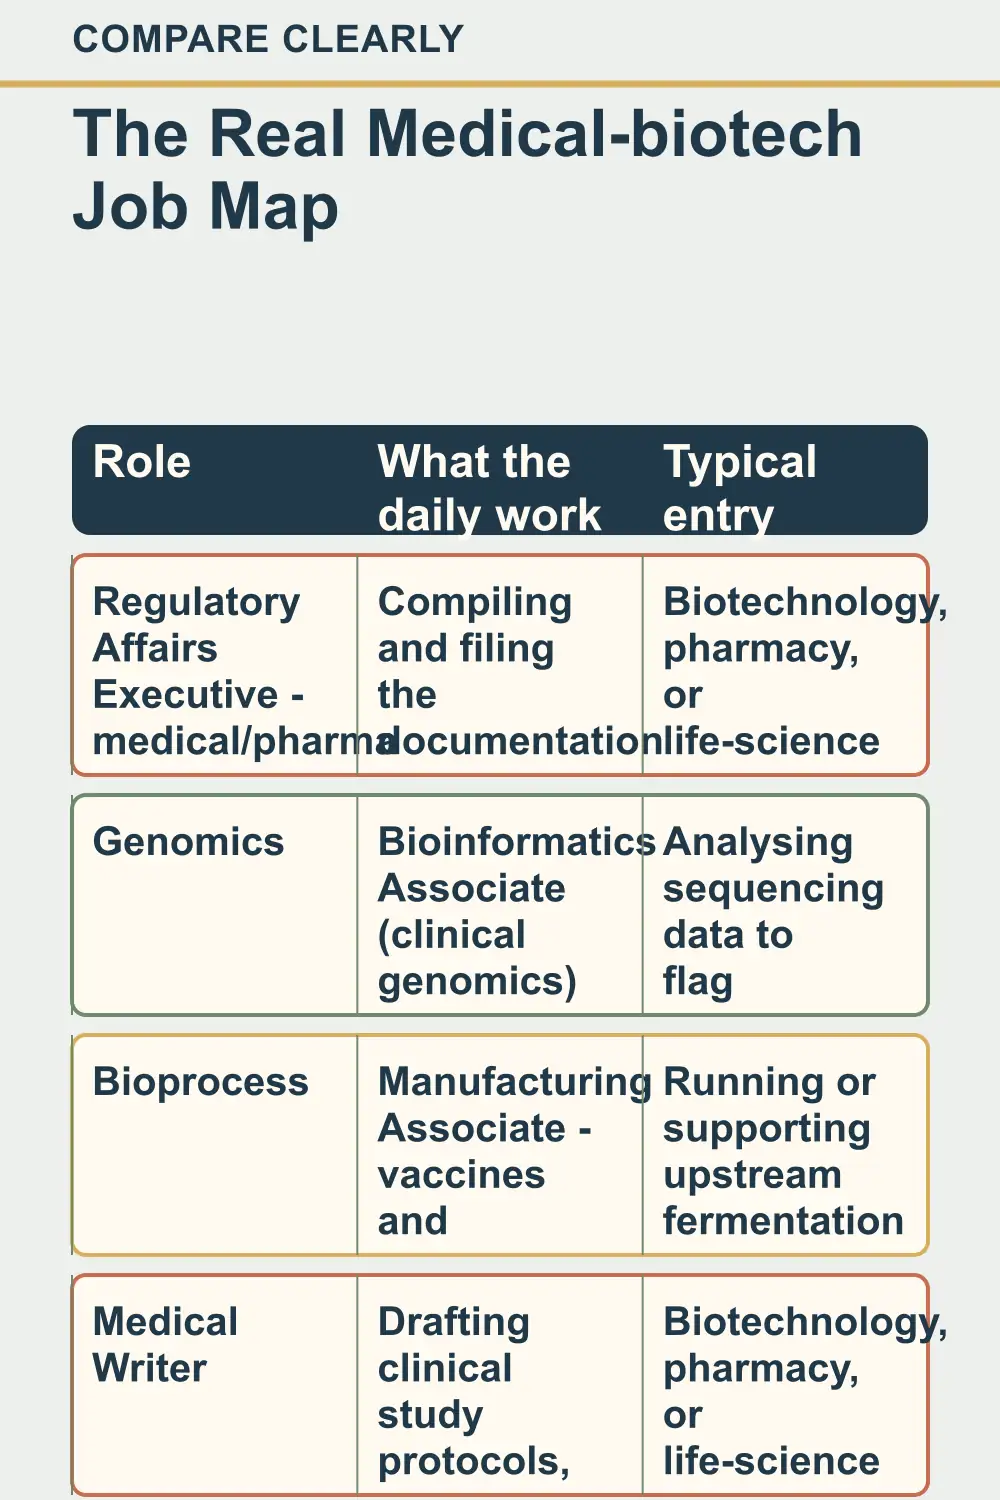 COMPARE CLEARLY
The Real Medical-biotech
Job Map
Role
What the
daily work
Typical
entry
Regulatory
Affairs
Executive -
medical/pharma
Compiling
and filing
the
documentation
Biotechnology,
pharmacy,
or
life-science
Genomics
Bioinformatics
Associate
(clinical
genomics)
Analysing
sequencing
data to
flag
Bioprocess
Manufacturing
Associate -
vaccines
and
Running or
supporting
upstream
fermentation
Medical
Writer
Drafting
clinical
study
protocols,
Biotechnology,
pharmacy,
or
life-science